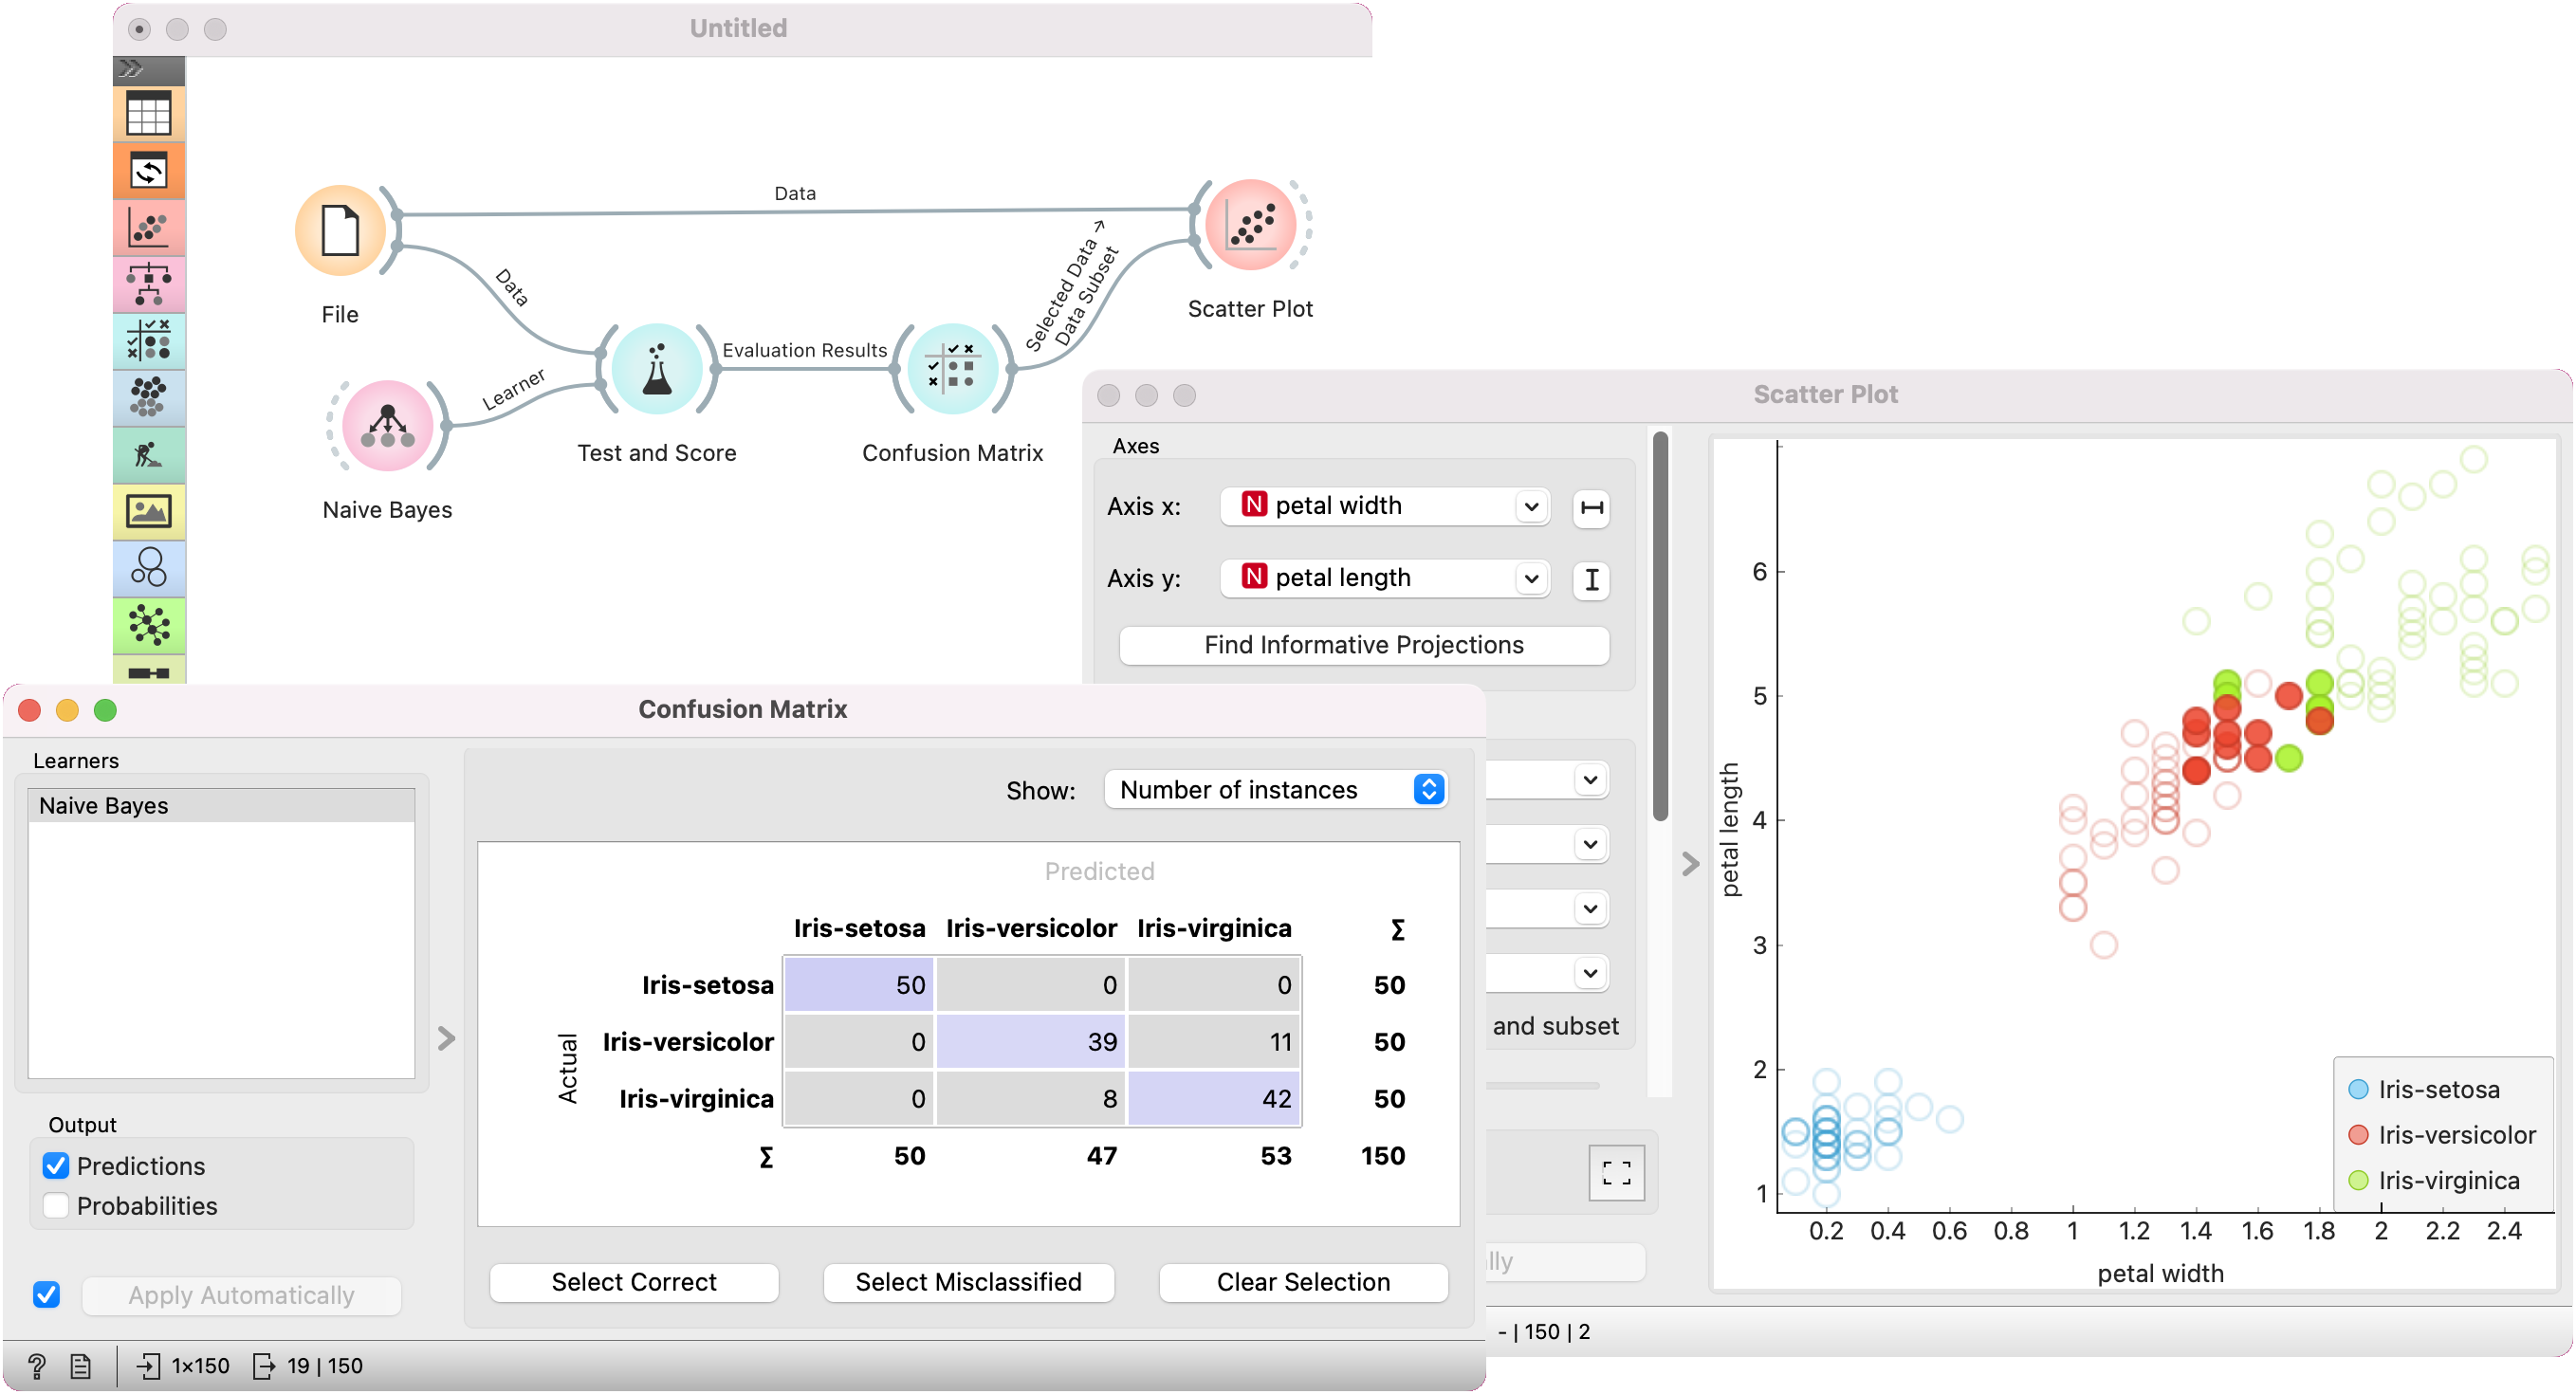 Untitled
Data
Data
Selected Data →
Data Subset
File
Scatter Plot
Learner
Evaluation Results
Test and Score
Confusion Matrix
Naive Bayes
Scatter Plot
Axes
Axis x: N petal width
Axis y: N petal length
Find Informative Projections
and subset
lly
- | 150 | 2
petal length
6
5
4
3
2
1
0.2 0.4 0.6 0.8 1 1.2 1.4 1.6 1.8 2 2.2 2.4
petal width
Iris-setosa
Iris-versicolor
Iris-virginica
Confusion Matrix
Learners
Naive Bayes
Output
Predictions
Probabilities
Apply Automatically
Show: Number of instances
Predicted
Iris-setosa Iris-versicolor Iris-virginica Σ
Actual
Iris-setosa 50 0 0 50
Iris-versicolor 0 39 11 50
Iris-virginica 0 8 42 50
Σ 50 47 53 150
Select Correct Select Misclassified Clear Selection
? 1×150 19 | 150